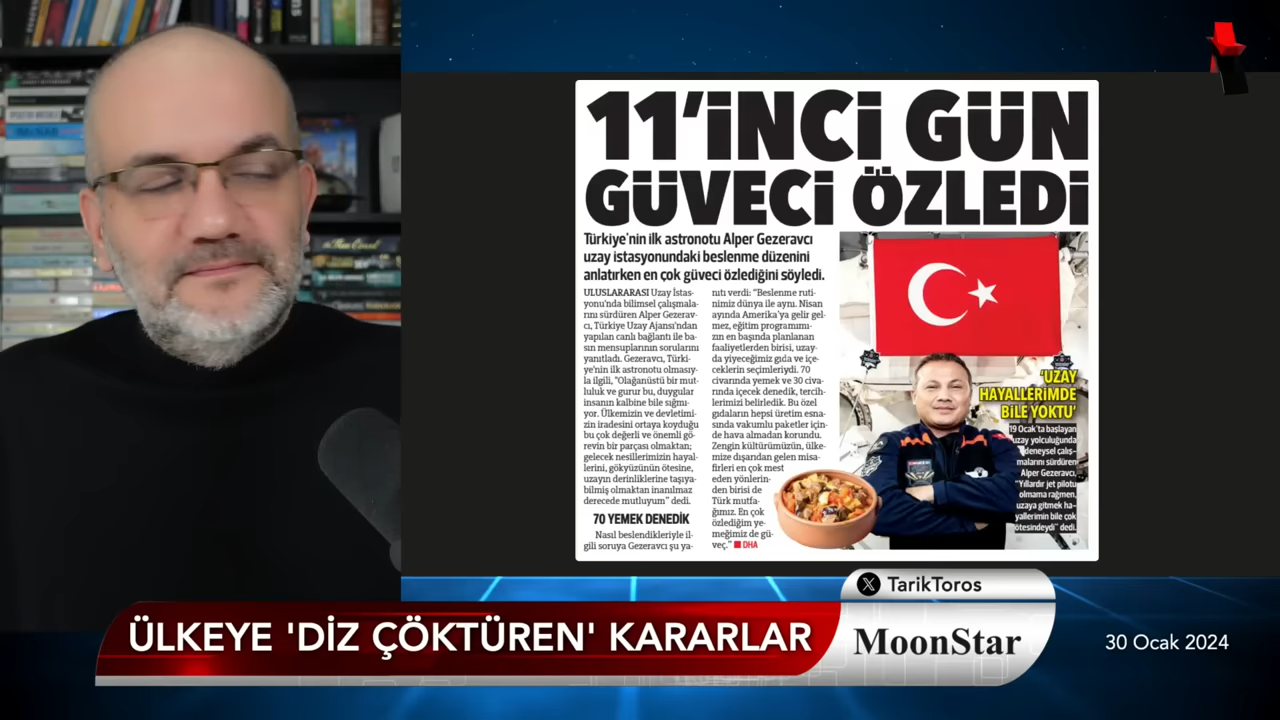 11'İNCİ GÜN
GÜVECİ ÖZLEDİ
Türkiye'nin ilk astronotu Alper Gezeravcı
uzay istasyonundaki beslenme düzenini
anlatırken en çok güveci özlediğini söyledi.
ULUSLARARASI Uzay İstas-
yonu'nda bilimsel çalışmala-
rını sürdüren Alper Gezerav-
cı, Türkiye Uzay Ajansı'ndan
yapılan canlı bağlantı ile ba-
sın mensuplarının sorularını
yanıtladı. Gezeravcı, Türki-
ye'nin ilk astronotu olmasıy-
la ilgili, "Olağanüstü bir mut-
luluk ve gurur bu, duygular
insanın kalbine bile sığmı-
yor. Ülkemizin ve devletimi-
zin iradesini ortaya koyduğu
bu çok değerli ve önemli gö-
revin bir parçası olmaktan;
gelecek nesillerimizin hayal-
lerini, gökyüzünün ötesine,
uzayın derinliklerine taşıya-
bilmiş olmaktan inanılmaz
derecede mutluyum" dedi.
70 YEMEK DENEDİK
Nasıl beslendikleriyle il-
gili soruya Gezeravcı şu ya-
nıtı verdi: "Beslenme ruti-
nimiz dünya ile aynı. Nisan
ayında Amerika'ya gelir gel-
mez, eğitim programımı-
zın en başında planlanan
faaliyetlerden birisi, uzay-
da yiyeceğimiz gıda ve içe-
ceklerin seçimleriydi. 70
civarında yemek ve 30 civa-
rında içecek denedik, tercih-
lerimizi belirledik. Bu özel
gıdaların hepsi üretim esna-
sında vakumlu paketler için-
de hava almadan korundu.
Zengin kültürümüzün, ülke-
mize dışarıdan gelen misa-
firleri en çok mest
eden yönlerin-
den birisi de
Türk mutfa-
ğımız. En çok
özlediğim ye-
meğimiz de gü-
veç." DHA
'UZAY
HAYALLERİMDE
BİLE YOKTU'
19 Ocak'ta başlayan
uzay yolculuğunda
deneysel çalış-
malarını sürdüren
Alper Gezeravcı,
"Yıllardır jet pilotu
olmama rağmen,
uzaya gitmek ha-
yallerimin bile çok
ötesindeydi" dedi.
TarikToros
ÜLKEYE 'DİZ ÇÖKTÜREN' KARARLAR
MoonStar
30 Ocak 2024